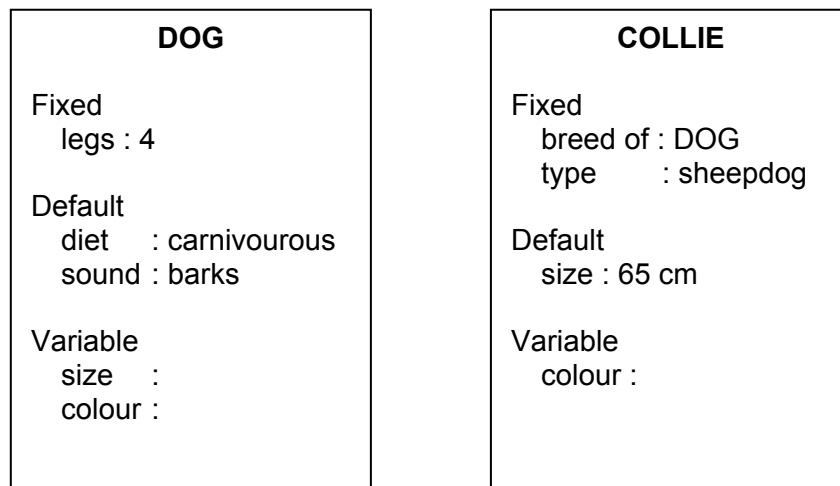 DOG
Fixed
legs : 4
Default
diet : carnivourous
sound : barks
Variable
size :
colour :
COLLIE
Fixed
breed of : DOG
type : sheepdog
Default
size : 65 cm
Variable
colour :